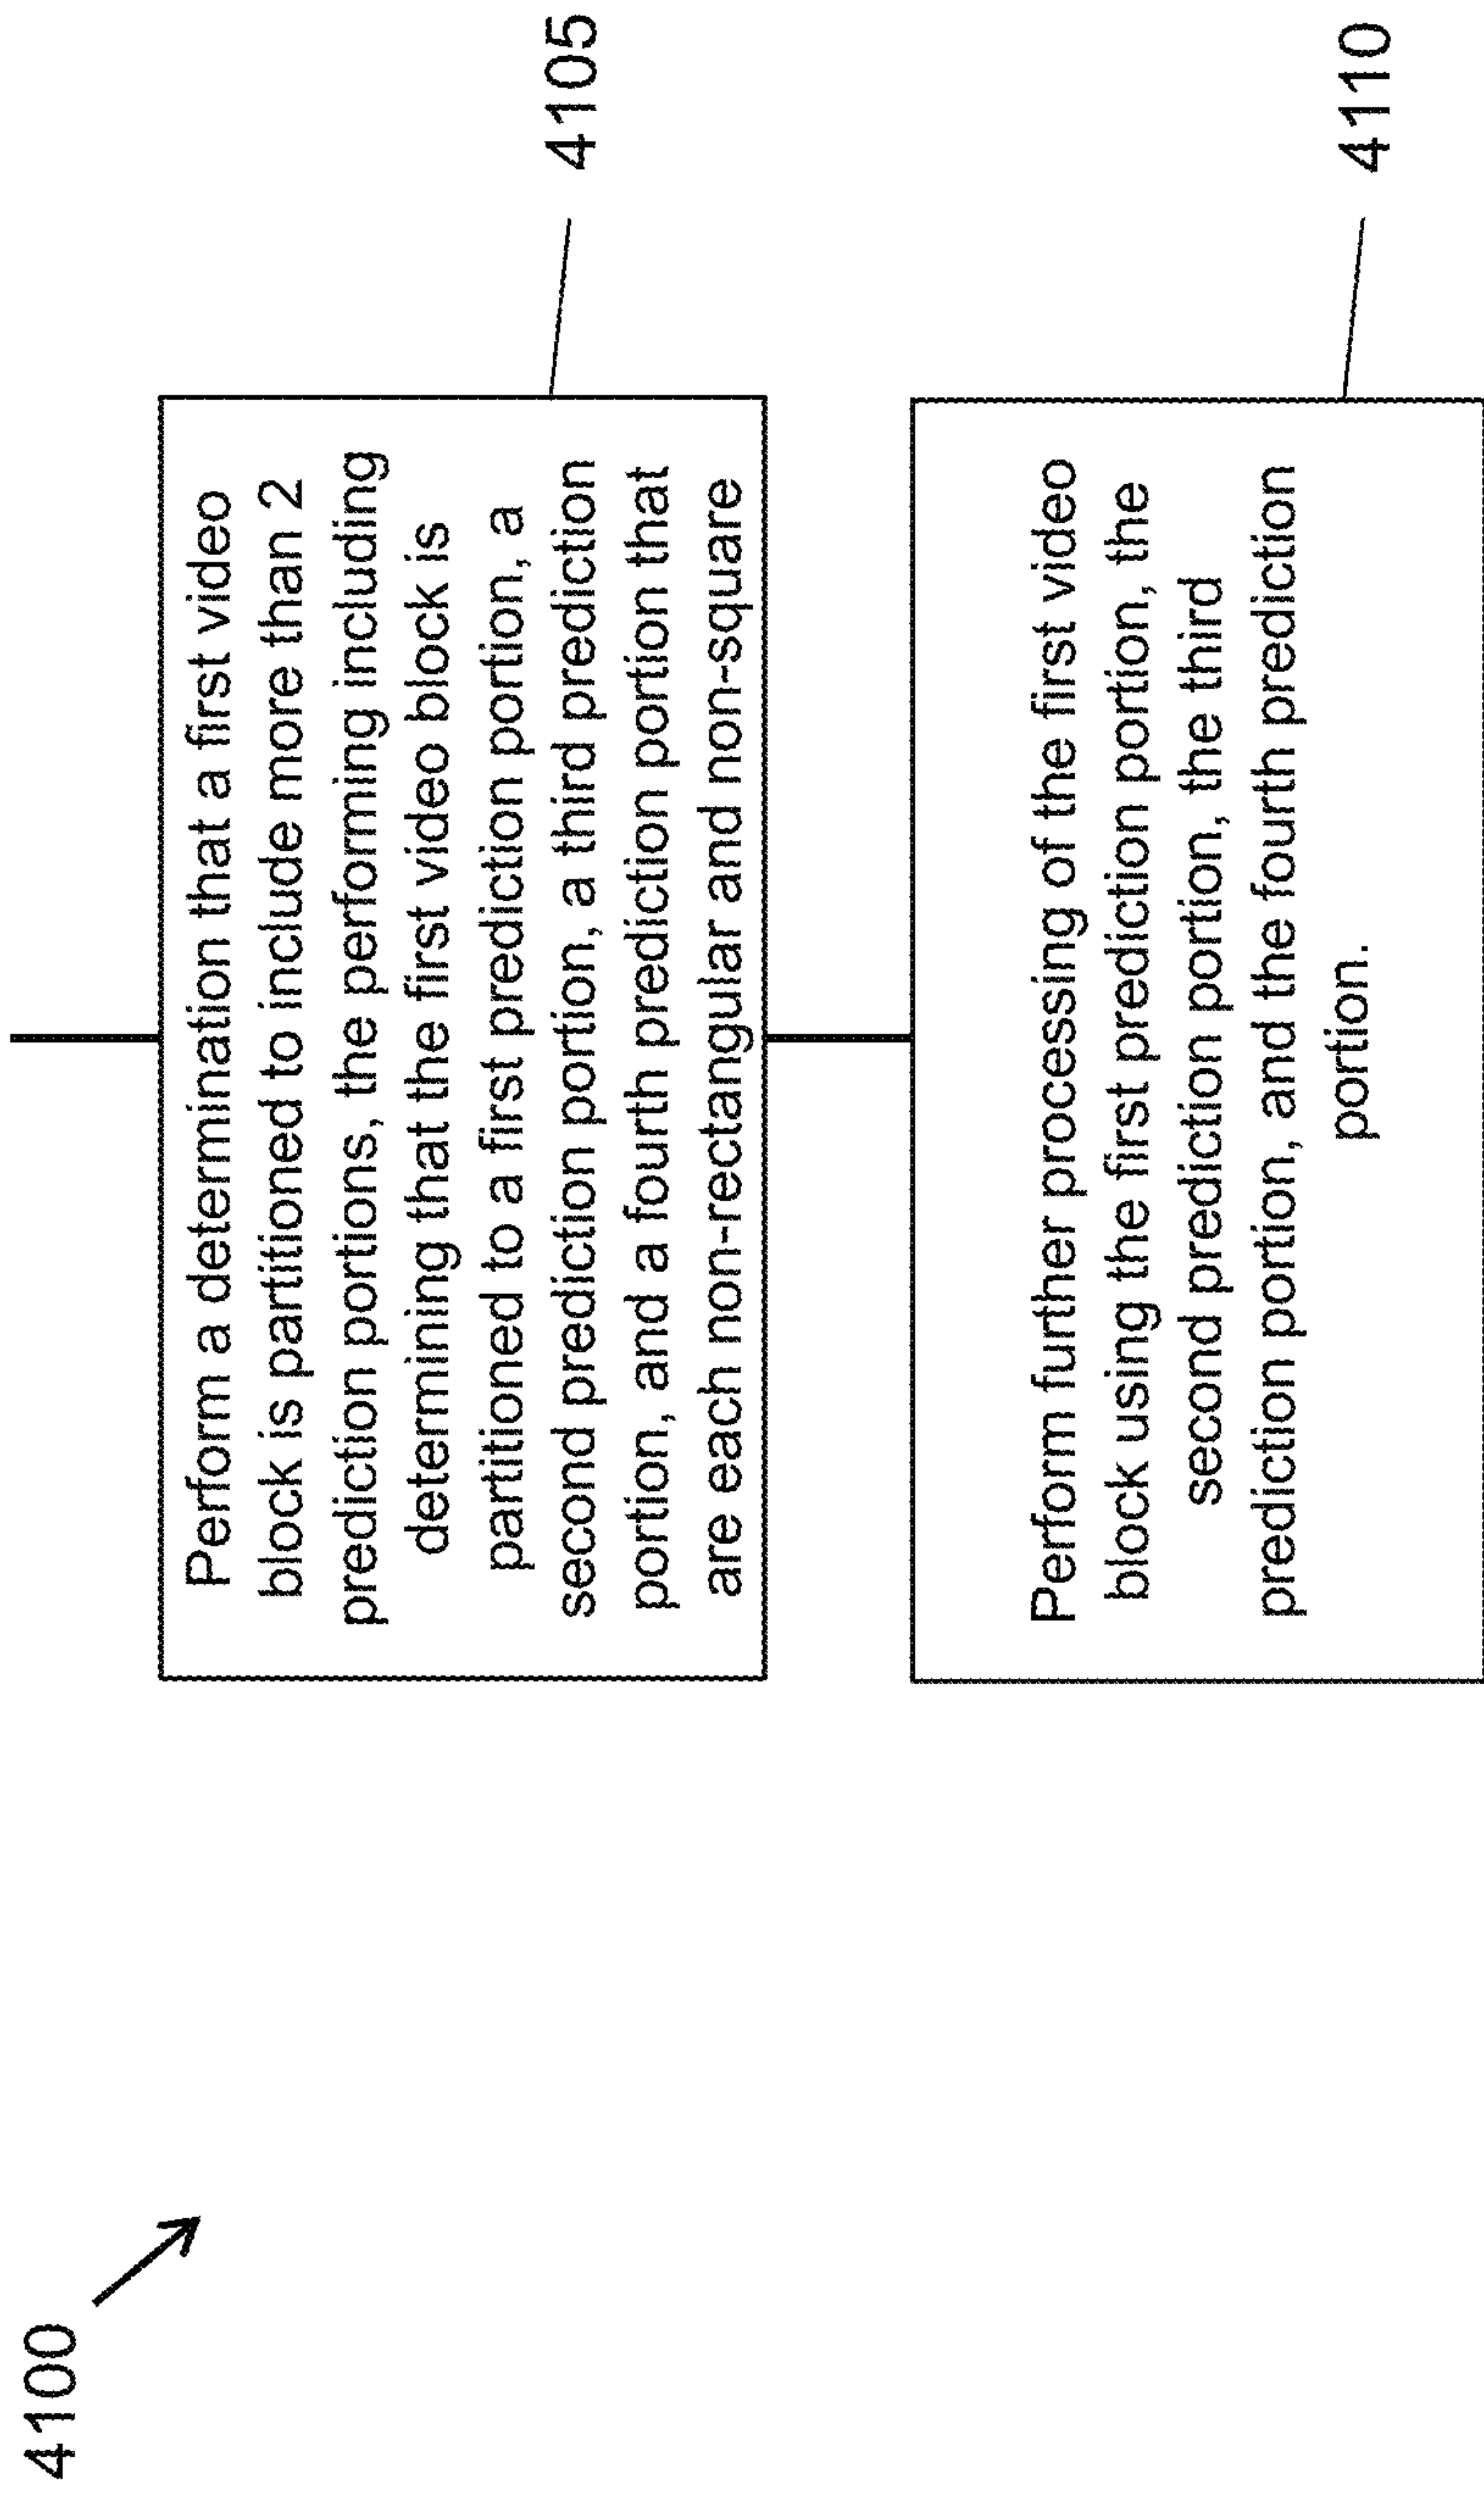 4100
Perform a determination that a first video
block is partitioned to include more than 2
prediction portions, the performing including
determining that the first video block is
partitioned to a first prediction portion, a
second prediction portion, a third prediction
portion, and a fourth prediction portion that
are each non-rectangular and non-square
4105
Perform further processing of the first video
block using the first prediction portion, the
second prediction portion, the third
prediction portion, and the fourth prediction
portion.
4110